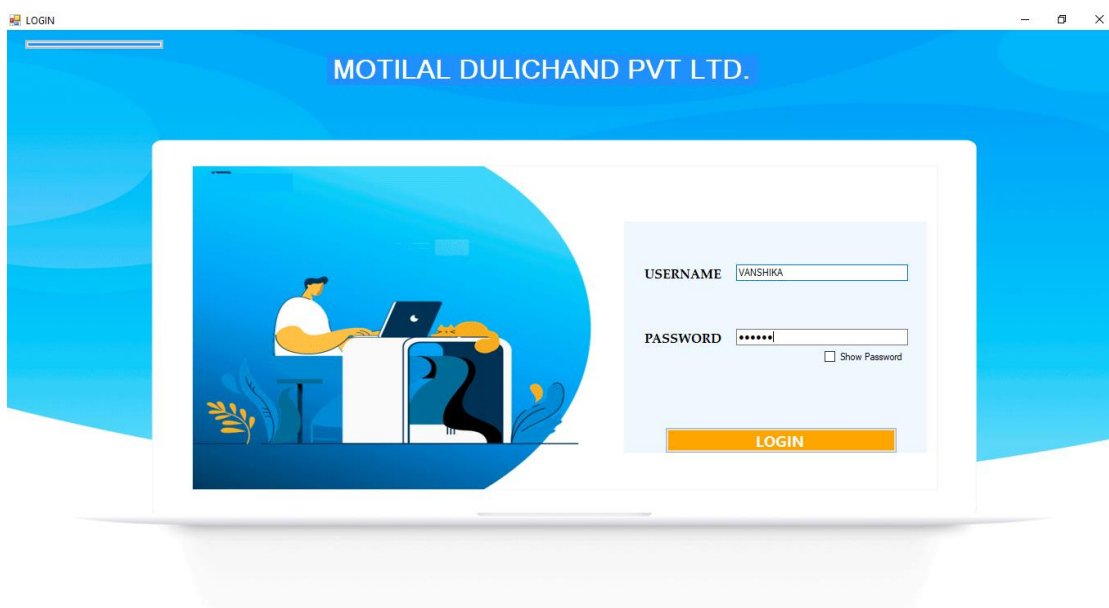 LOGIN
MOTILAL DULICHAND PVT LTD.
USERNAME VANSHIKA
PASSWORD ••••••
Show Password
LOGIN